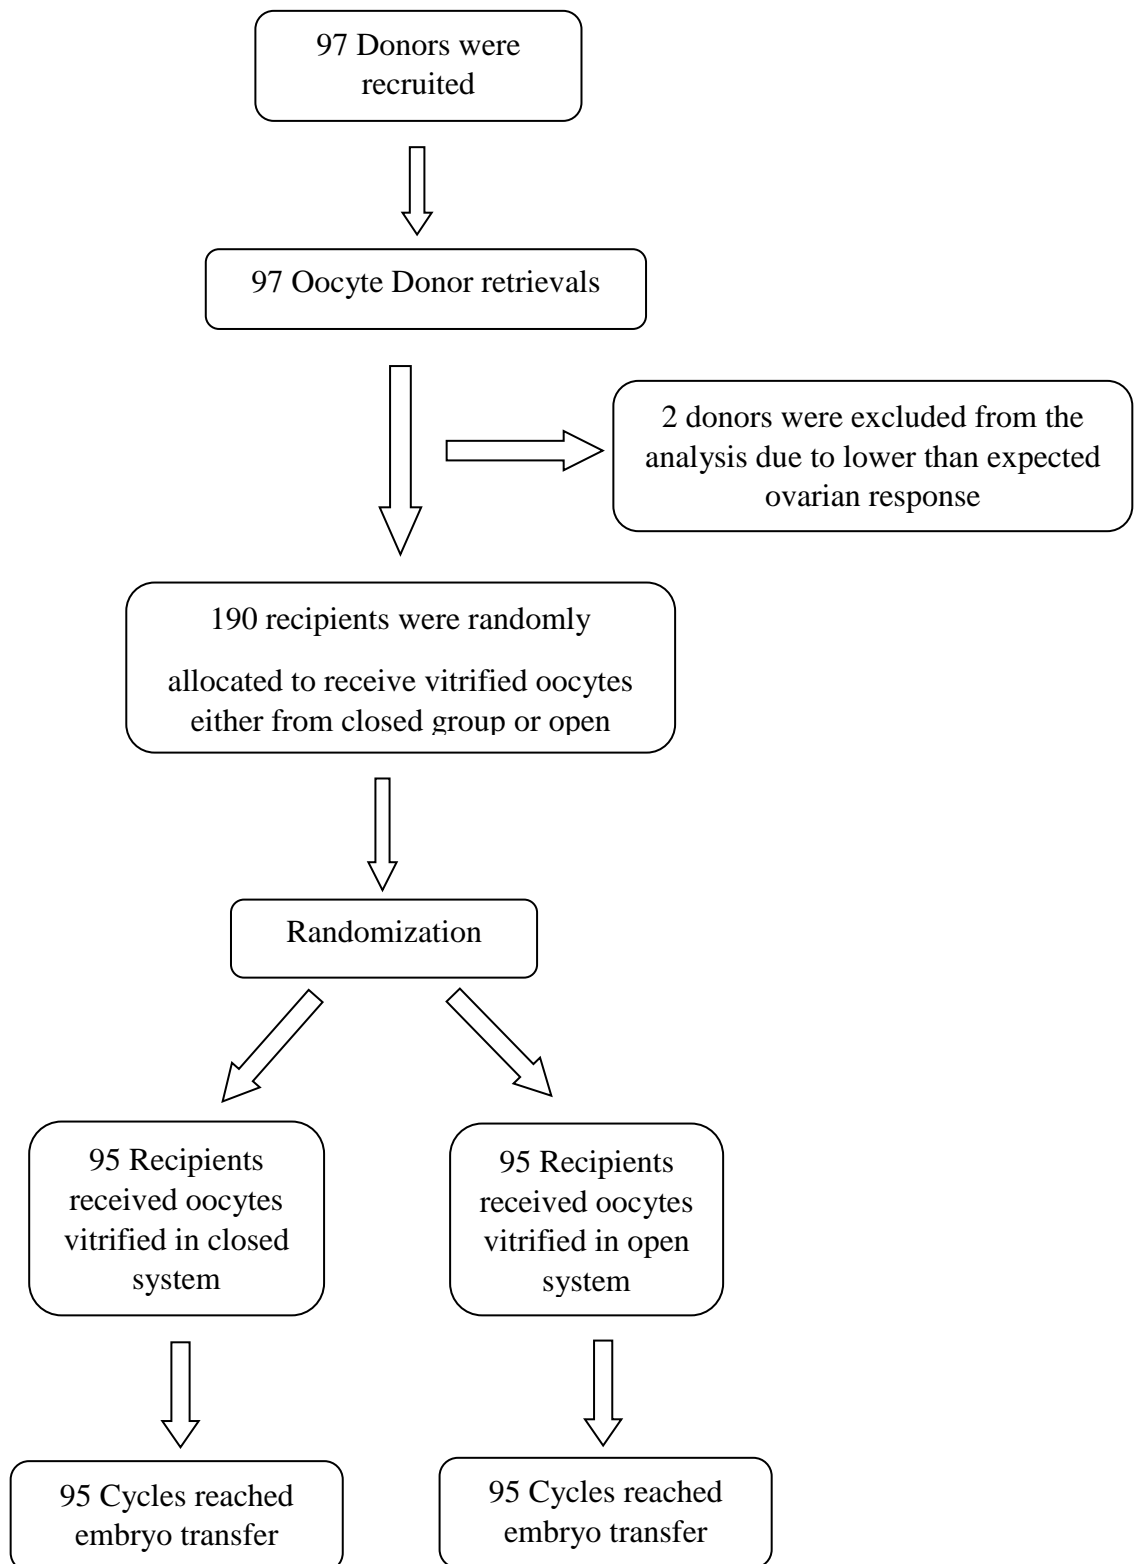 97 Donors were
recruited
97 Oocyte Donor retrievals
2 donors were excluded from the
analysis due to lower than expected
ovarian response
190 recipients were randomly
allocated to receive vitrified oocytes
either from closed group or open
Randomization
95 Recipients
received oocytes
vitrified in closed
system
95 Recipients
received oocytes
vitrified in open
system
95 Cycles reached
embryo transfer
95 Cycles reached
embryo transfer